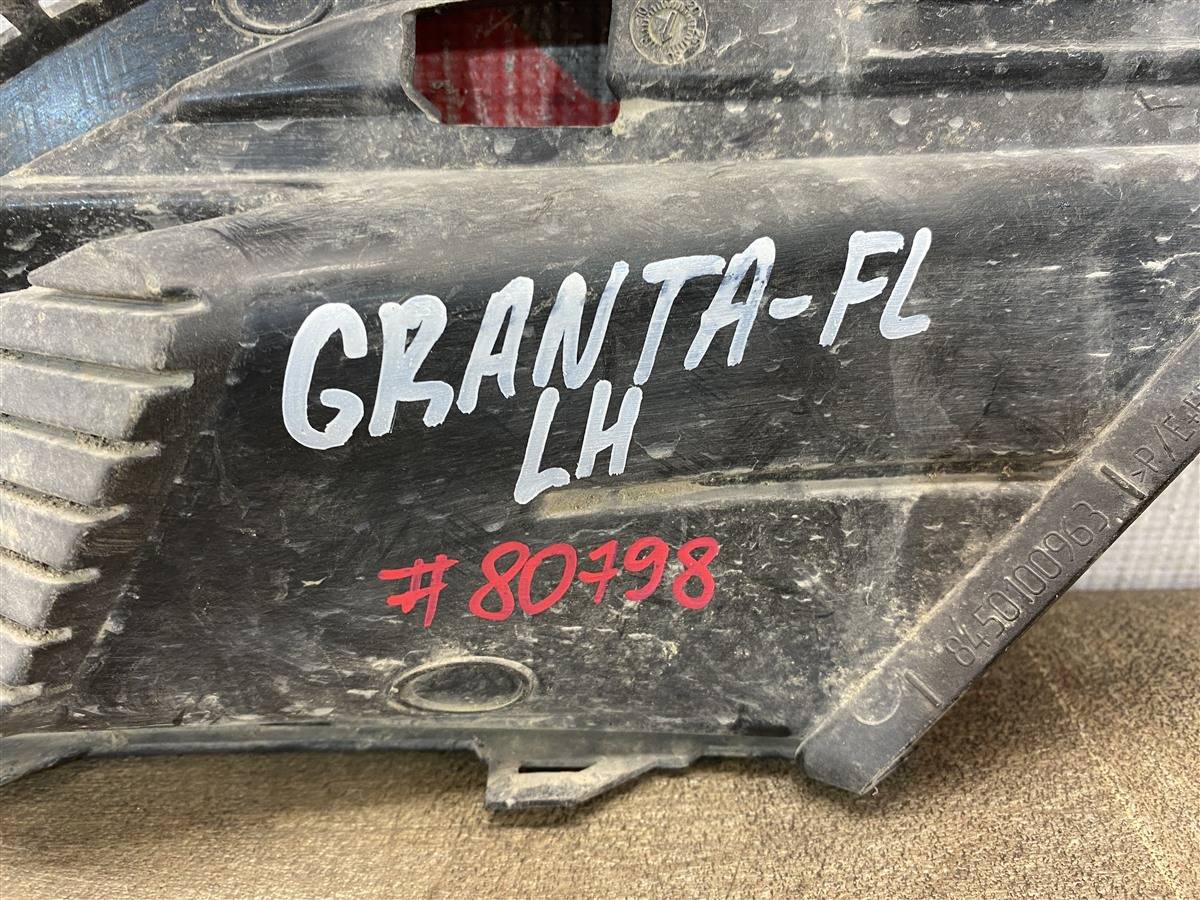 GRANTA-FL
LH
#80798
8450100963 >P/E